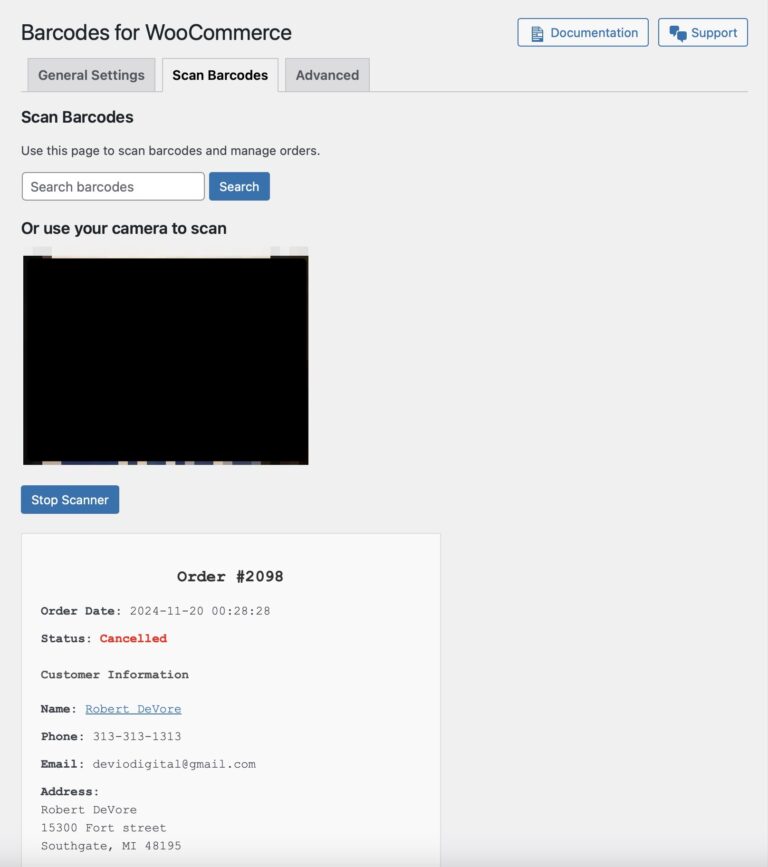 Barcodes for WooCommerce
Documentation
Support
General Settings
Scan Barcodes
Advanced
Scan Barcodes
Use this page to scan barcodes and manage orders.
Search barcodes
Search
Or use your camera to scan
Stop Scanner
Order #2098
Order Date: 2024-11-20 00:28:28
Status: Cancelled
Customer Information
Name: Robert DeVore
Phone: 313-313-1313
Email: deviodigital@gmail.com
Address:
Robert DeVore
15300 Fort street
Southgate, MI 48195